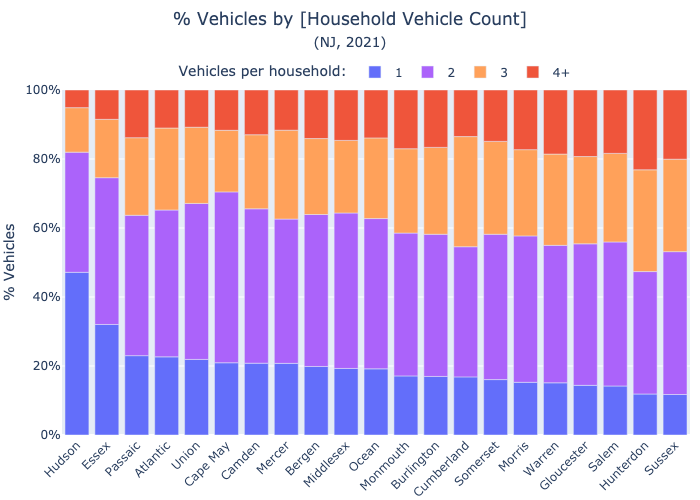 % Vehicles by [Household Vehicle Count]
(NJ, 2021)
Vehicles per household: 1 2 3 4+
100%
80%
60%
40%
20%
0%
% Vehicles
Hudson
Essex
Passaic
Atlantic
Union
Cape May
Camden
Mercer
Bergen
Middlesex
Ocean
Monmouth
Burlington
Cumberland
Somerset
Morris
Warren
Gloucester
Salem
Hunterdon
Sussex